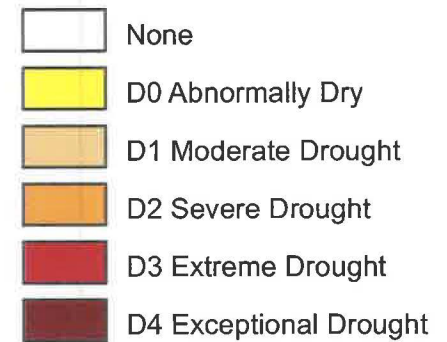 None
D0 Abnormally Dry
D1 Moderate Drought
D2 Severe Drought
D3 Extreme Drought
D4 Exceptional Drought